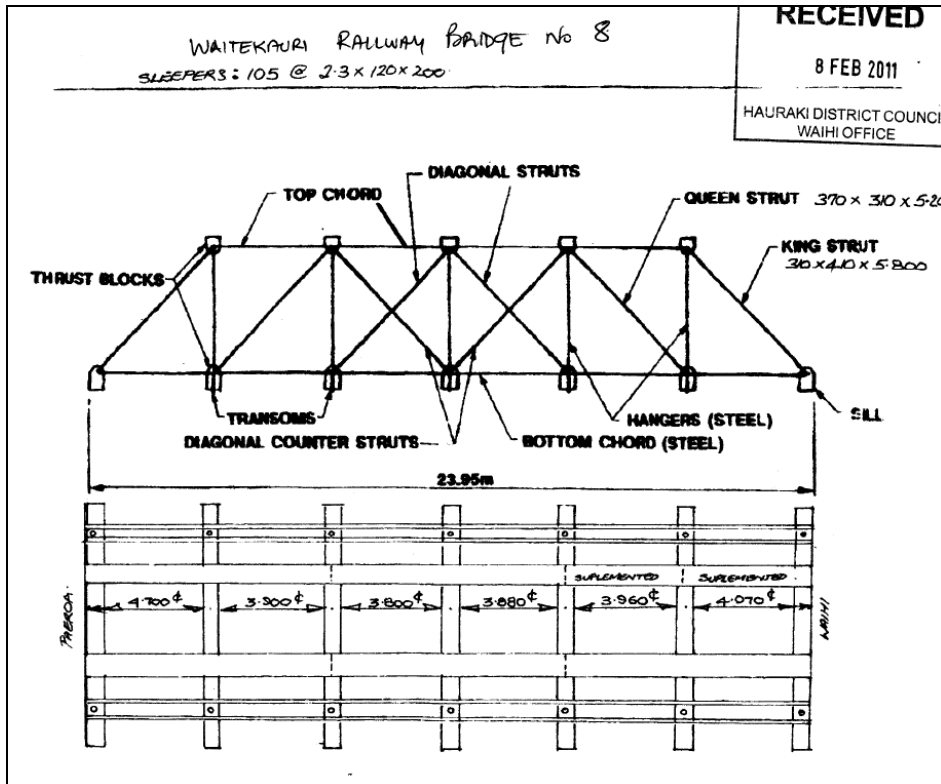 WAITEKAURI RAILWAY BRIDGE No 8
SLEEPERS: 105 @ 2.3 x 120 x 200
RECEIVED
8 FEB 2011
HAURAKI DISTRICT COUNCI
WAIHI OFFICE
DIAGONAL STRUTS
TOP CHORD
QUEEN STRUT 370 x 310 x 5.20
KING STRUT
310 x 410 x 5.800
THRUST BLOCKS
TRANSOMS
HANGERS (STEEL)
SILL
DIAGONAL COUNTER STRUTS
BOTTOM CHORD (STEEL)
23.95m
SUPLEMENTED SUPLEMENTED
4.700 ¢ 3.900 ¢ 3.800 ¢ 3.880 ¢ 3.960 ¢ 4.070 ¢
PAEROA
WAIHI